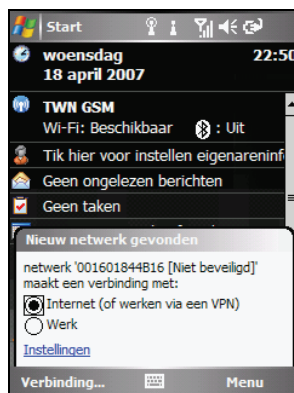 Start
woensdag 22:50
18 april 2007
TWN GSM
Wi-Fi: Beschikbaar : Uit
Tik hier voor instellen eigenareninf
Geen ongelezen berichten
Geen taken
Nieuw netwerk gevonden
netwerk '001601844B16 [Niet beveiligd]'
maakt een verbinding met:
Internet (of werken via een VPN)
Werk
Instellingen
Verbinding... Menu